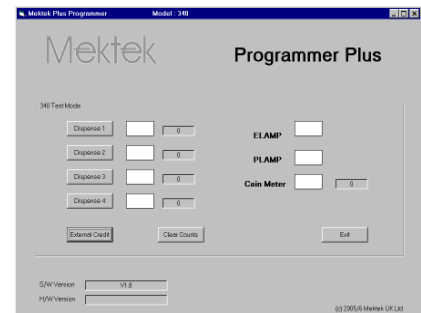 Mektek Plus Programmer Model : 340
Mektek
Programmer Plus
340 Test Mode
Dispense 1 0
ELAMP
Dispense 2 0
PLAMP
Dispense 3 0
Coin Meter 0
Dispense 4 0
External Credit Clear Counts Exit
S/W Version V1.8
H/W Version
(c) 2005/6 Mektek UK Ltd